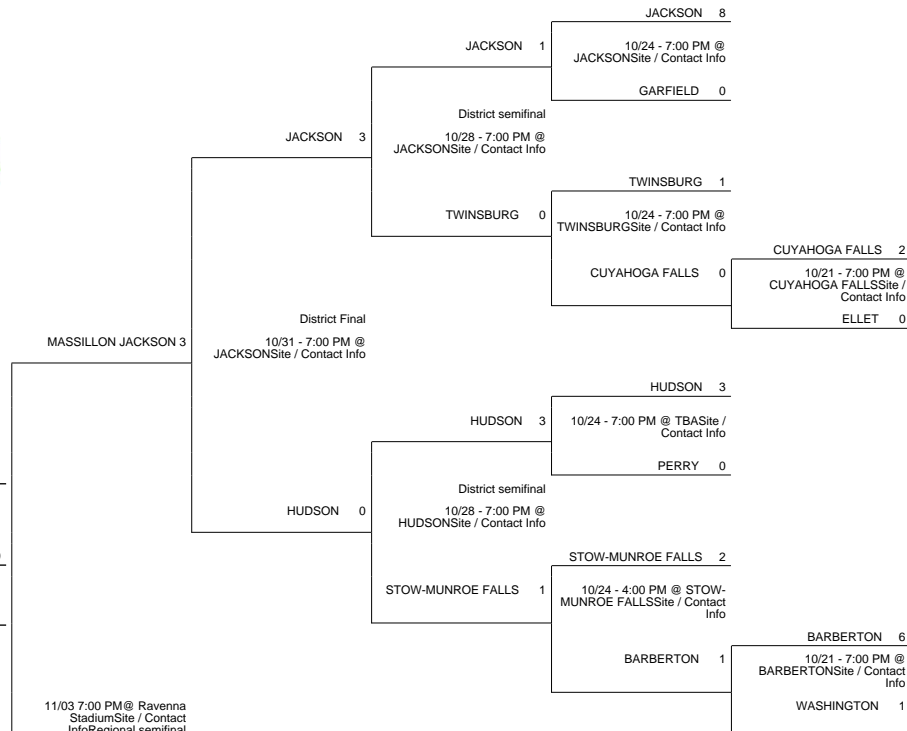 JACKSON 8
JACKSON 1
10/24 - 7:00 PM @
JACKSONSite / Contact Info
GARFIELD 0
District semifinal
JACKSON 3
10/28 - 7:00 PM @
JACKSONSite / Contact Info
TWINSBURG 1
TWINSBURG 0
10/24 - 7:00 PM @
TWINSBURGSite / Contact Info
CUYAHOGA FALLS 2
CUYAHOGA FALLS 0
10/21 - 7:00 PM @
CUYAHOGA FALLSSite /
Contact Info
ELLET 0
District Final
MASSILLON JACKSON 3
10/31 - 7:00 PM @
JACKSONSite / Contact Info
HUDSON 3
HUDSON 3
10/24 - 7:00 PM @ TBASite /
Contact Info
PERRY 0
District semifinal
HUDSON 0
10/28 - 7:00 PM @
HUDSONSite / Contact Info
STOW-MUNROE FALLS 2
STOW-MUNROE FALLS 1
10/24 - 4:00 PM @ STOW-
MUNROE FALLSSite / Contact
Info
BARBERTON 6
BARBERTON 1
10/21 - 7:00 PM @
BARBERTONSite / Contact
Info
WASHINGTON 1
11/03 7:00 PM@ Ravenna
StadiumSite / Contact
InfoRegional semifinal